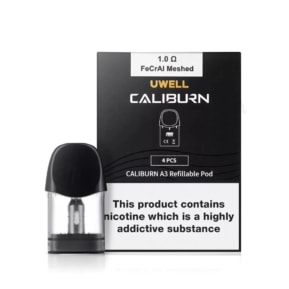 1.0 Ω
FeCrAl Meshed
UWELL
CALIBURN
4 PCS
CALIBURN A3 Refillable Pod
This product contains
nicotine which is a highly
addictive substance